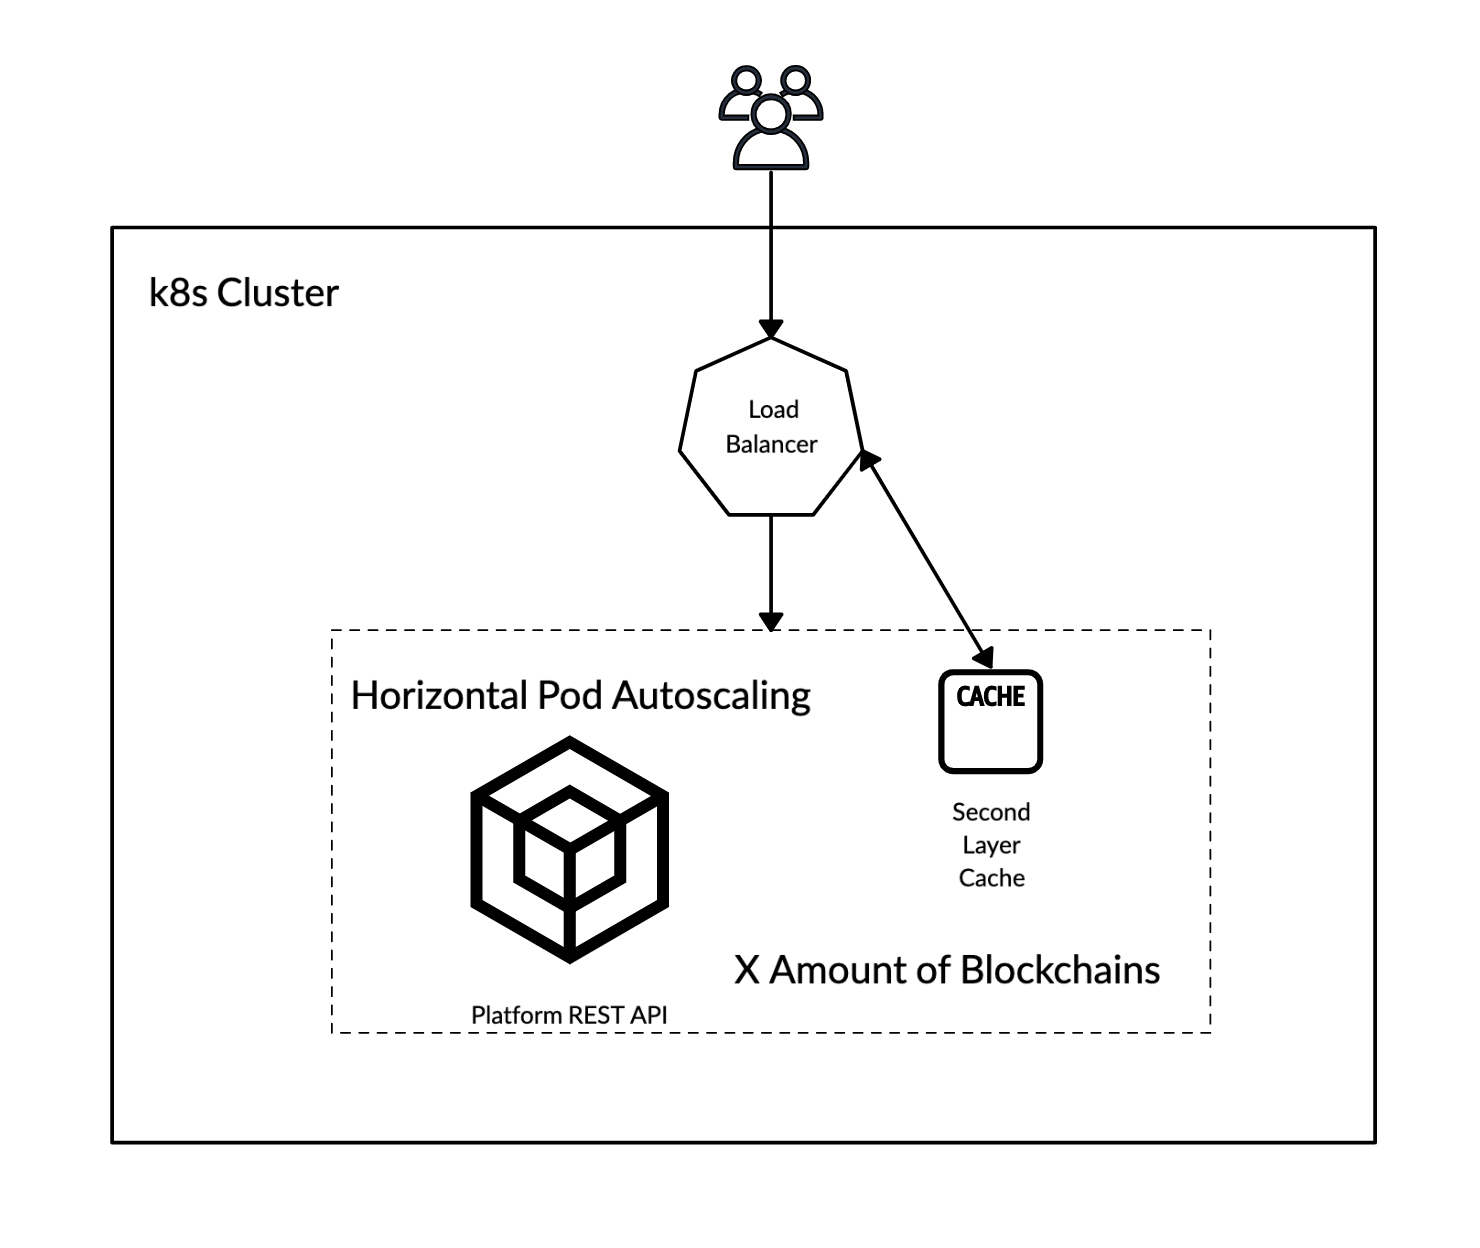 k8s Cluster
Load
Balancer
Horizontal Pod Autoscaling
CACHE
Second
Layer
Cache
X Amount of Blockchains
Platform REST API